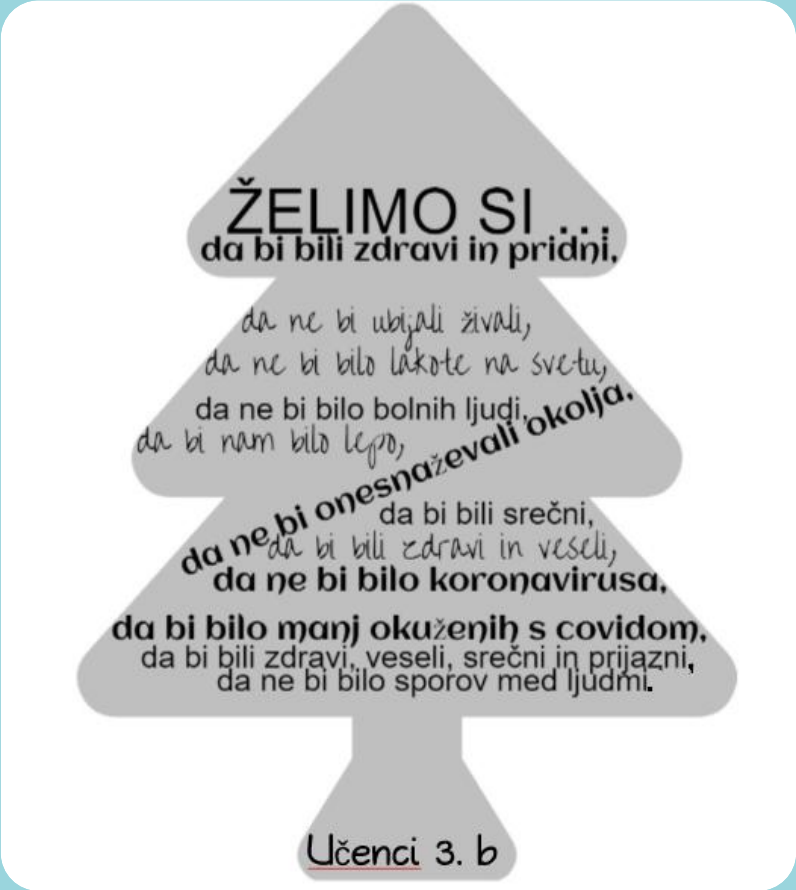 ŽELIMO SI ...
da bi bili zdravi in pridni,
da ne bi ubijali živali,
da ne bi bilo lakote na svetu,
da ne bi bilo bolnih ljudi,
da bi nam bilo lepo,
da ne bi onesnaževali okolja,
da bi bili srečni,
da bi bili zdravi in veseli,
da ne bi bilo koronavirusa,
da bi bilo manj okuženih s covidom,
da bi bili zdravi, veseli, srečni in prijazni,
da ne bi bilo sporov med ljudmi.
Učenci 3. b